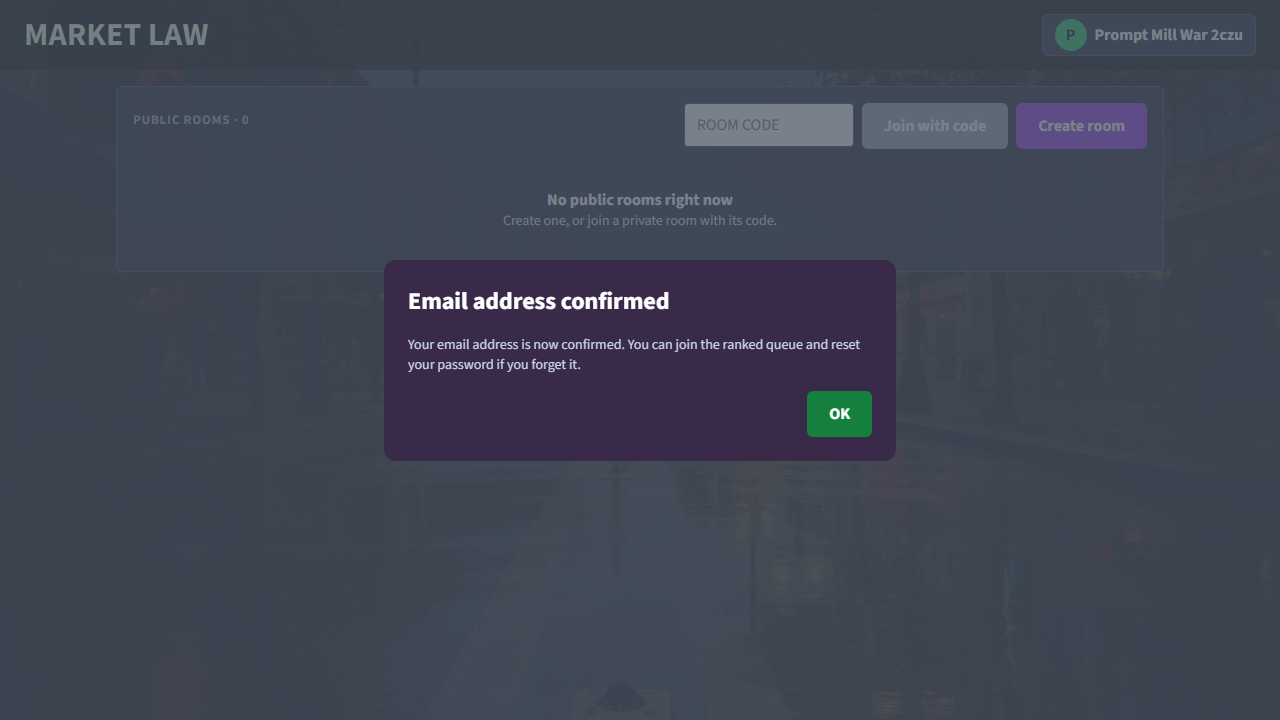 MARKET LAW
P
Prompt Mill War 2czu
PUBLIC ROOMS · 0
ROOM CODE
Join with code
Create room
No public rooms right now
Create one, or join a private room with its code.
Email address confirmed
Your email address is now confirmed. You can join the ranked queue and reset
your password if you forget it.
OK